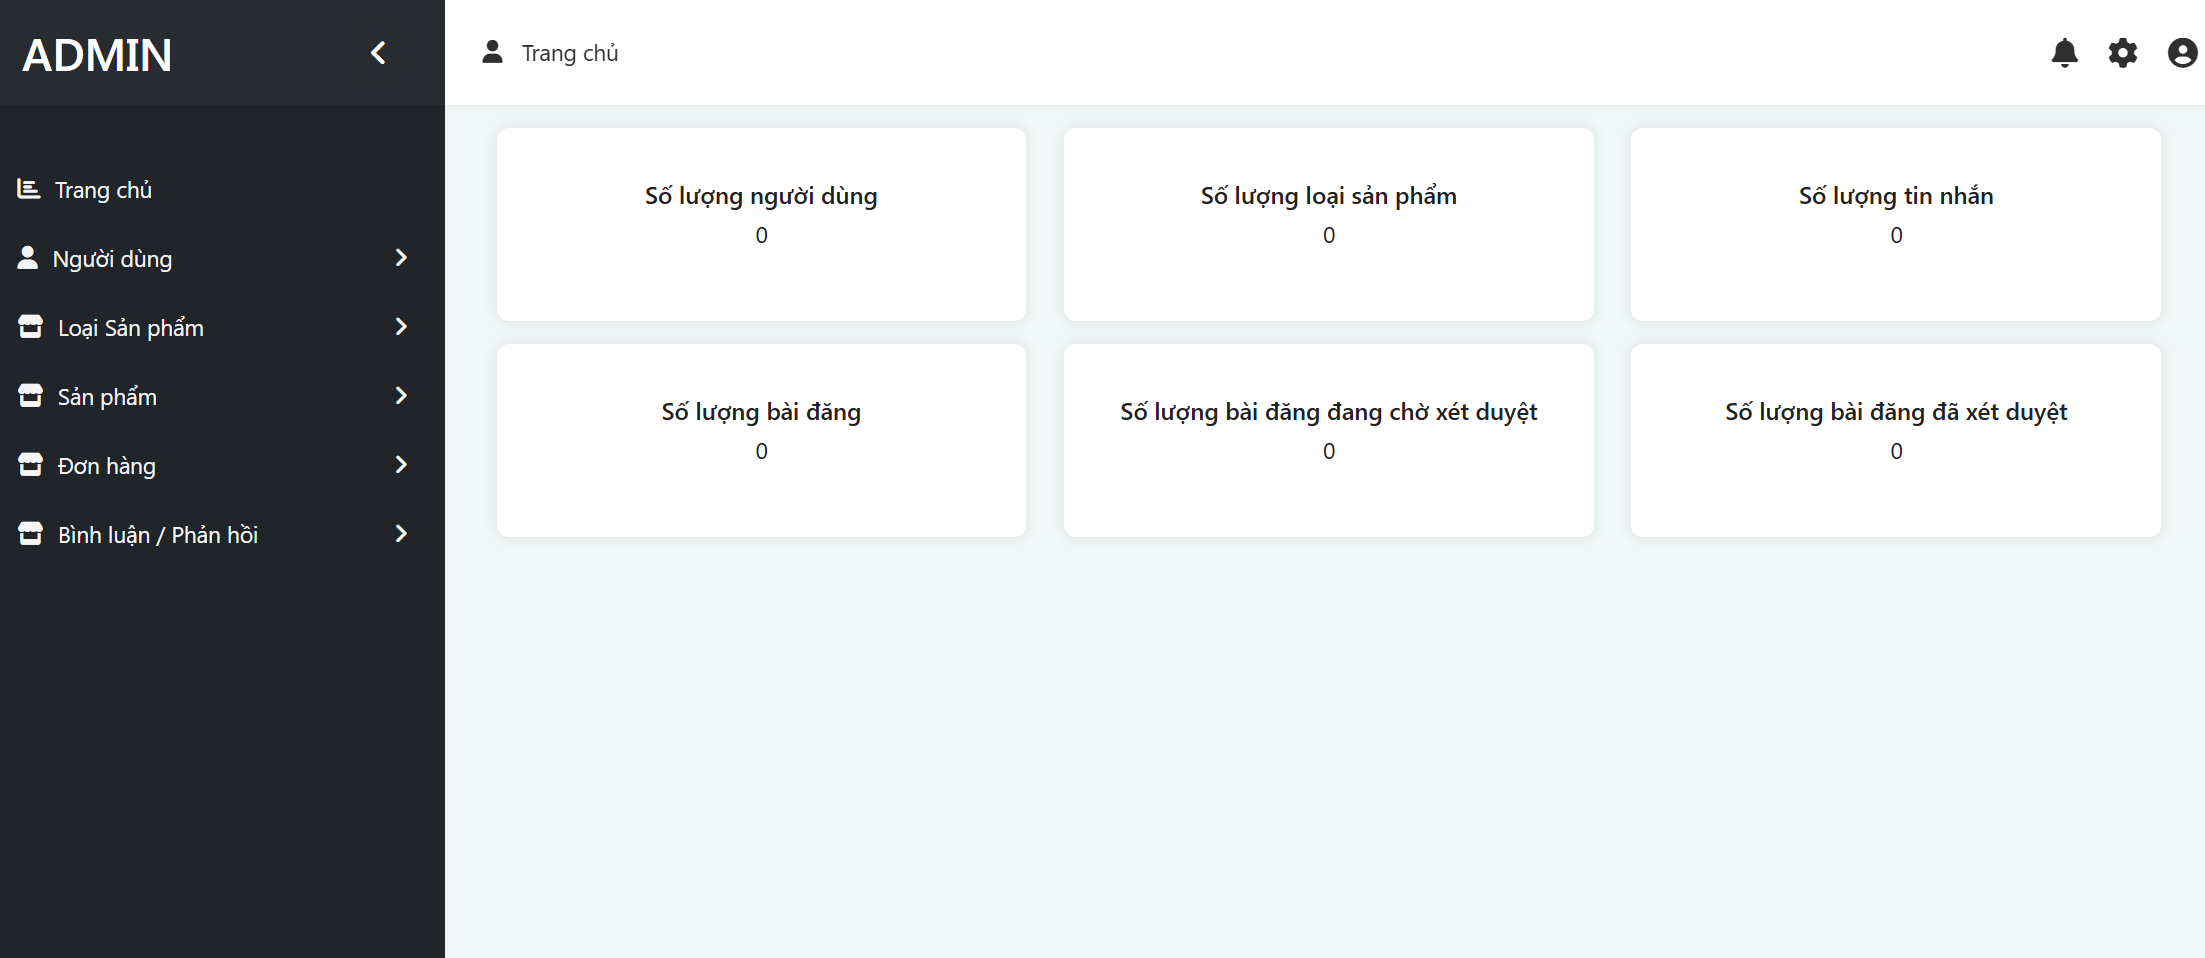 ADMIN
Trang chủ
Người dùng
Loại Sản phẩm
Sản phẩm
Đơn hàng
Bình luận / Phản hồi
Trang chủ
Số lượng người dùng
0
Số lượng loại sản phẩm
0
Số lượng tin nhắn
0
Số lượng bài đăng
0
Số lượng bài đăng đang chờ xét duyệt
0
Số lượng bài đăng đã xét duyệt
0